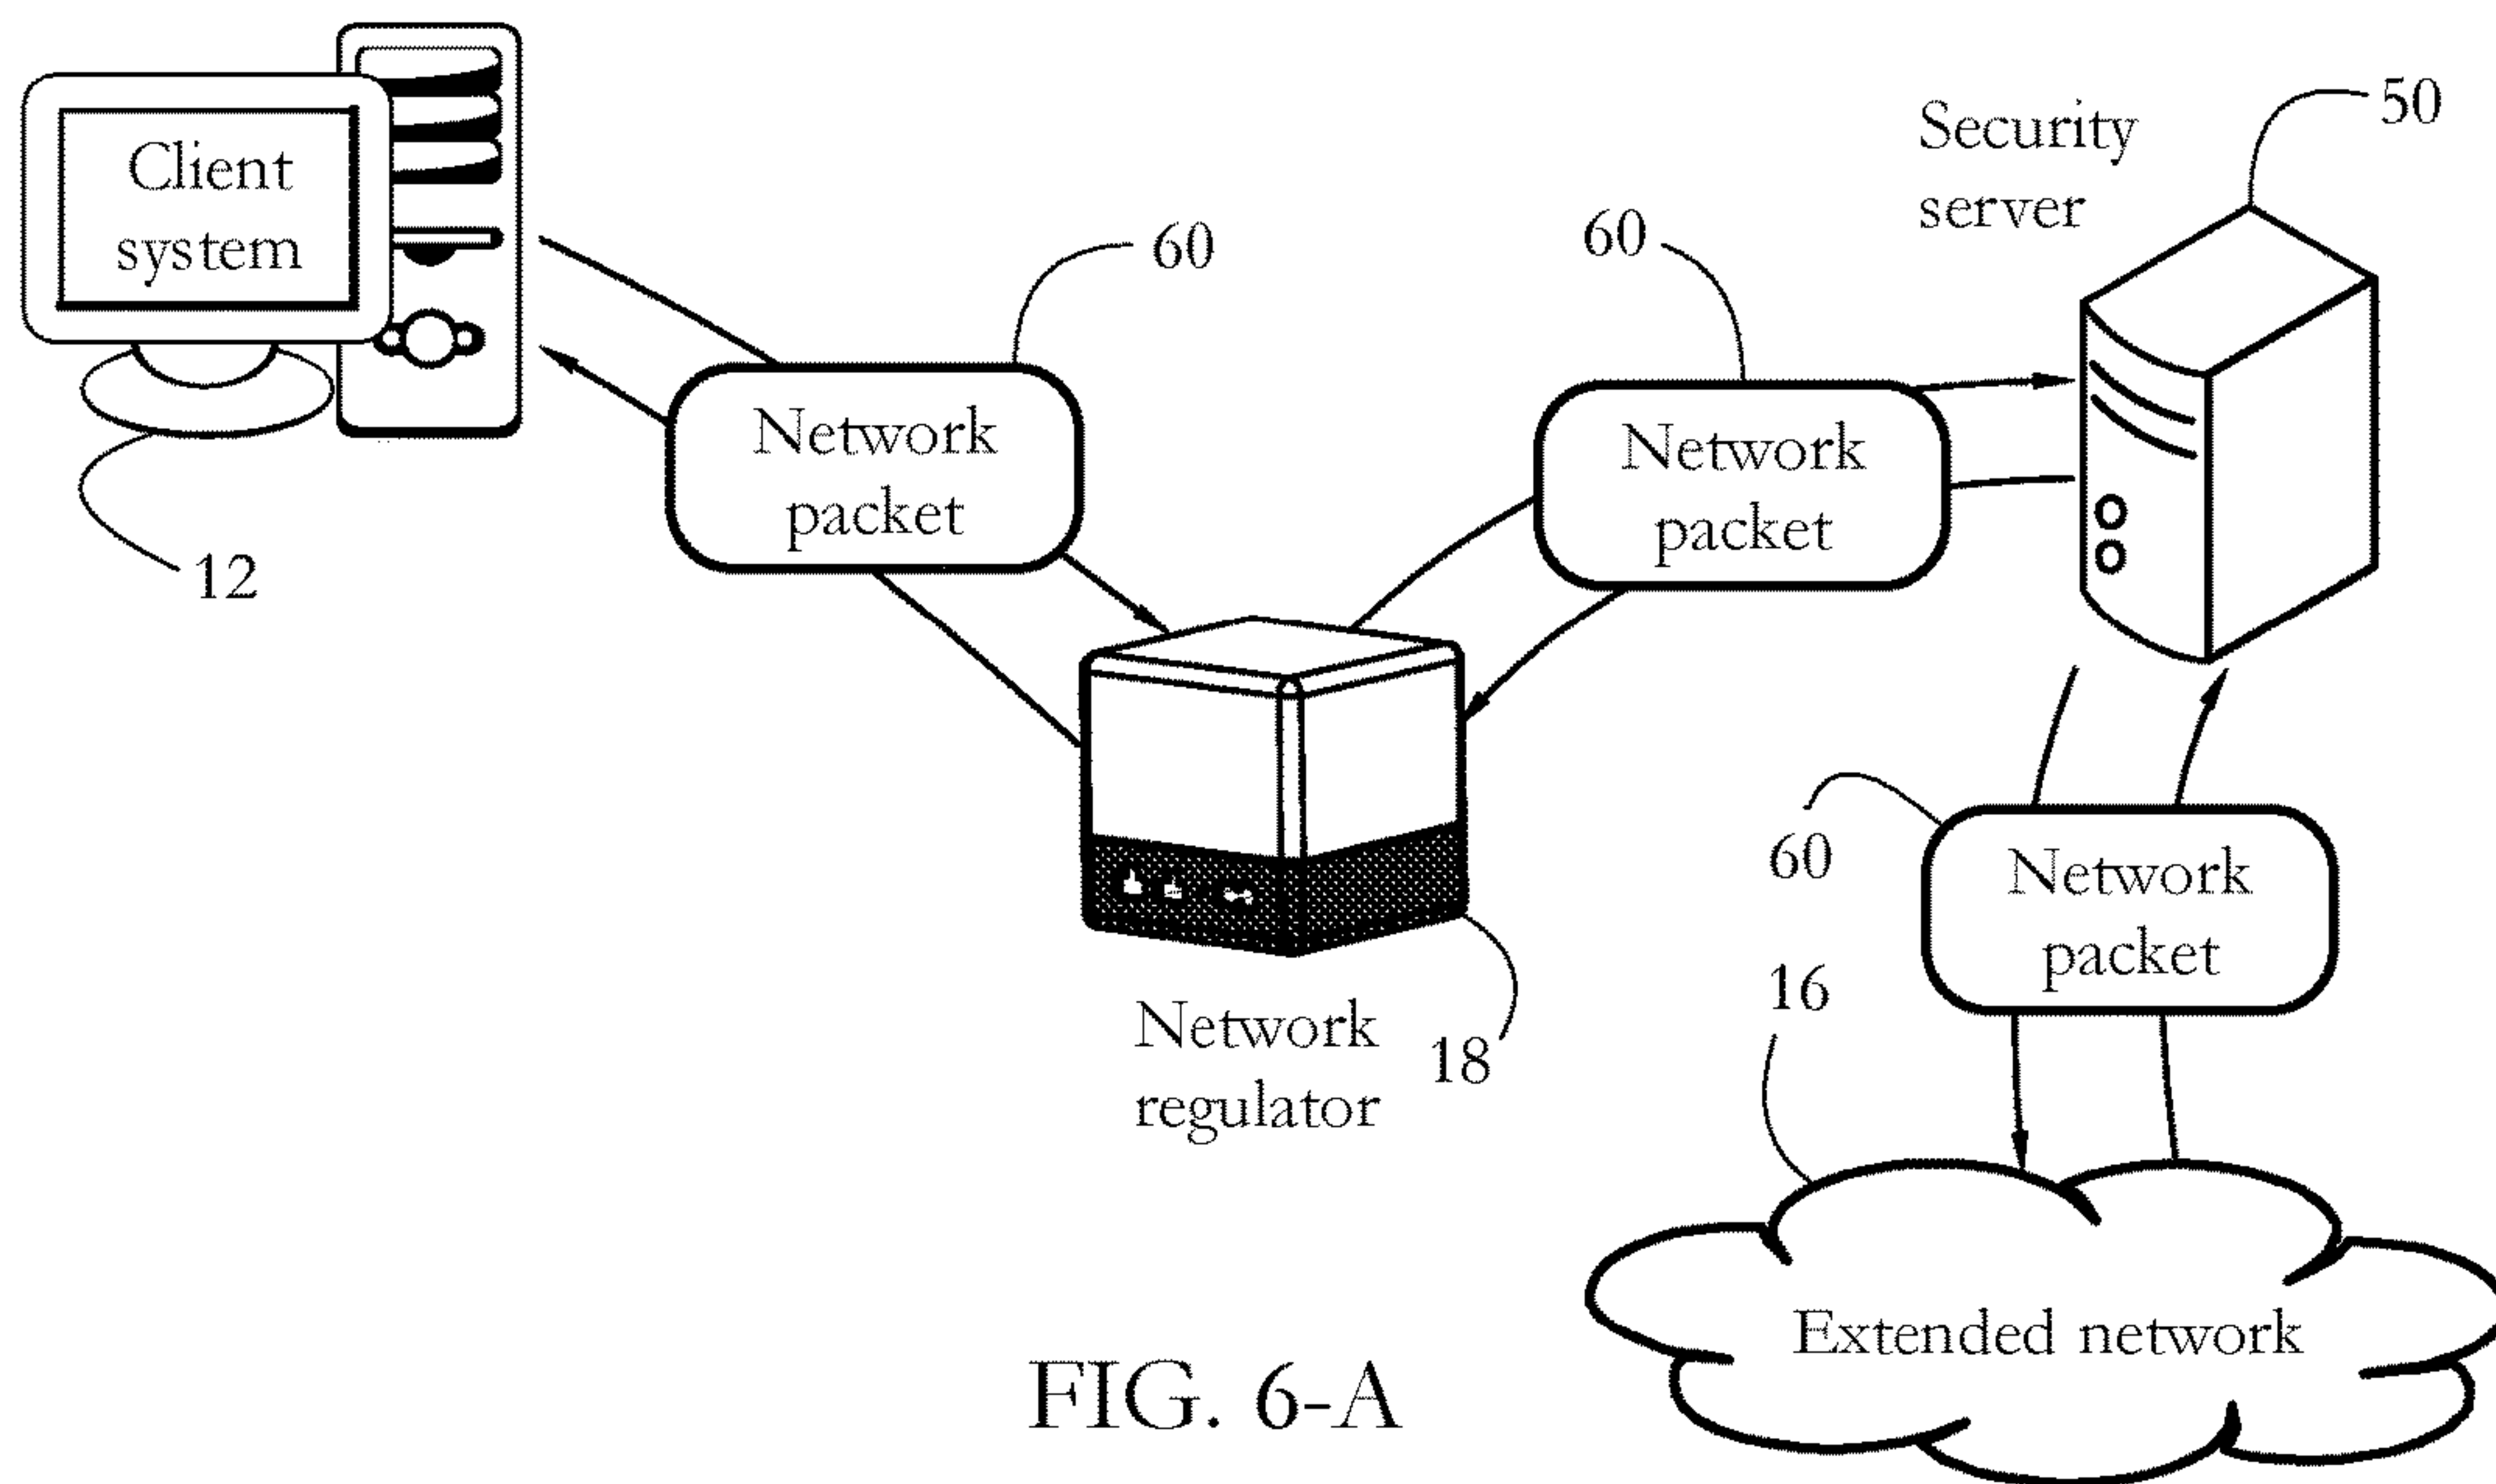 Client
system
12
60
Network
packet
60
Network
packet
Security
server
50
Network
regulator
18
60
Network
packet
16
Extended network
FIG. 6-A